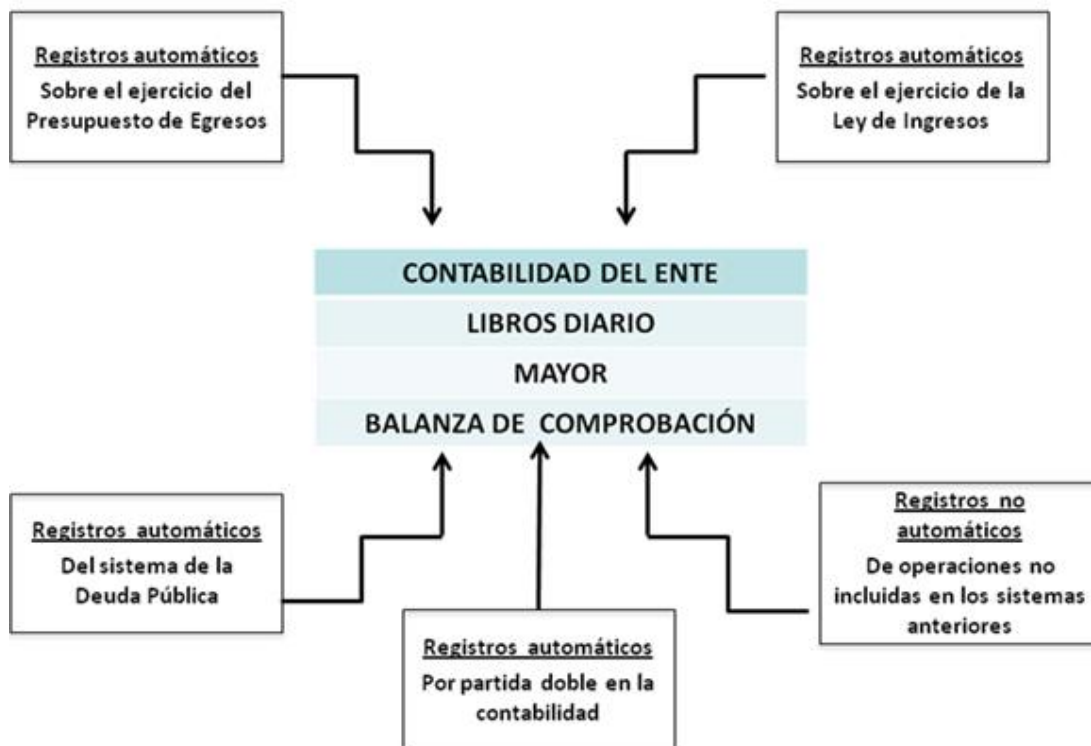 Registros automáticos
Sobre el ejercicio del
Presupuesto de Egresos
Registros automáticos
Sobre el ejercicio de la
Ley de Ingresos
CONTABILIDAD DEL ENTE
LIBROS DIARIO
MAYOR
BALANZA DE COMPROBACIÓN
Registros automáticos
Del sistema de la
Deuda Pública
Registros automáticos
Por partida doble en la
contabilidad
Registros no
automáticos
De operaciones no
incluidas en los sistemas
anteriores